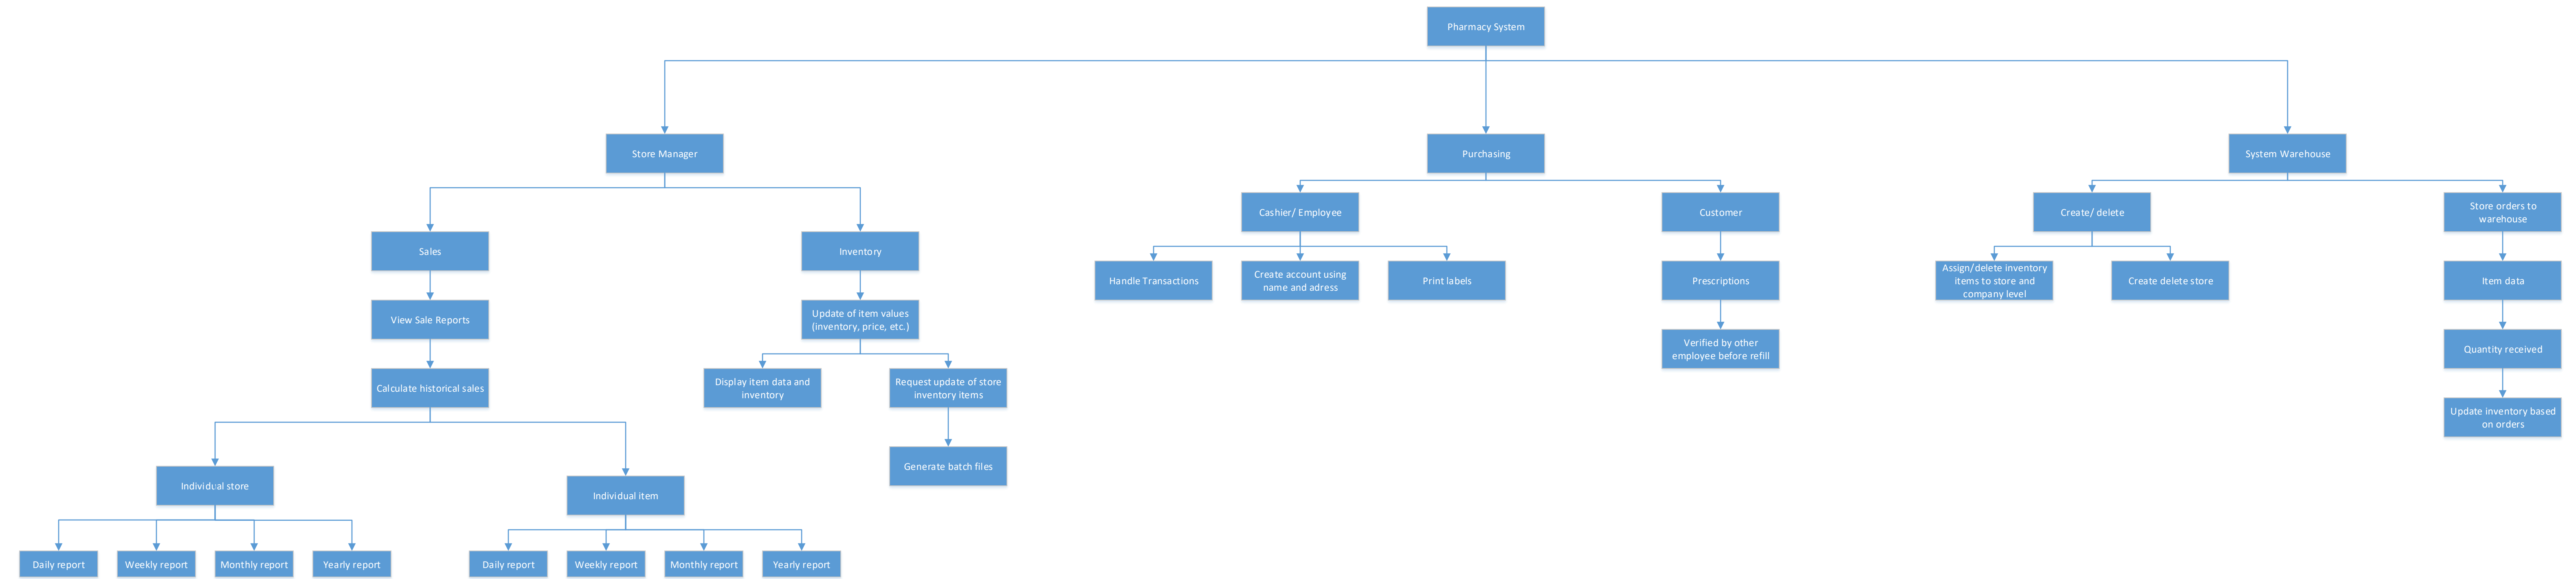 Pharmacy System
Store Manager
Purchasing
System Warehouse
Cashier/ Employee
Customer
Create/ delete
Store orders to
warehouse
Sales
Inventory
Handle Transactions
Create account using
name and adress
Print labels
Prescriptions
Assign/delete inventory
items to store and
company level
Create delete store
Item data
View Sale Reports
Update of item values
(inventory, price, etc.)
Verified by other
employee before refill
Quantity received
Calculate historical sales
Display item data and
inventory
Request update of store
inventory items
Update inventory based
on orders
Generate batch files
Individual store
Individual item
Daily report
Weekly report
Monthly report
Yearly report
Daily report
Weekly report
Monthly report
Yearly report